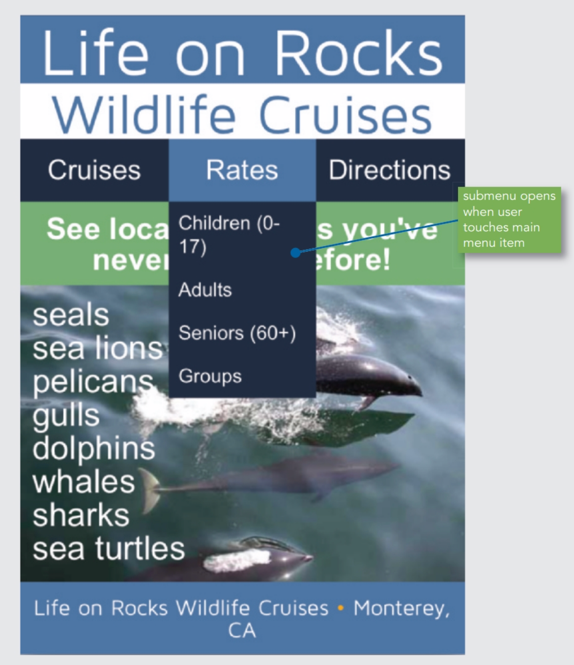 Life on Rocks
Wildlife Cruises
Cruises Rates Directions
See loca s you've
never efore!
Children (0-
17)
Adults
Seniors (60+)
Groups
submenu opens
when user
touches main
menu item
seals
sea lions
pelicans
gulls
dolphins
whales
sharks
sea turtles
Life on Rocks Wildlife Cruises • Monterey,
CA